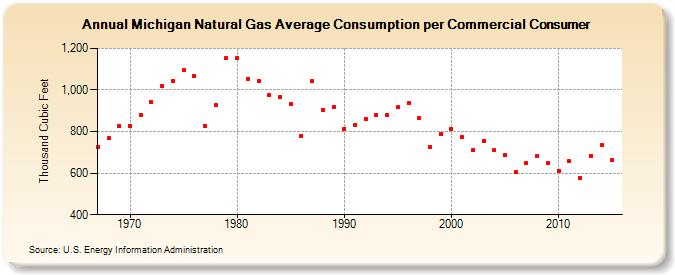 Annual Michigan Natural Gas Average Consumption per Commercial Consumer
Thousand Cubic Feet
1,200
1,000
800
600
400
1970 1980 1990 2000 2010
Source: U.S. Energy Information Administration